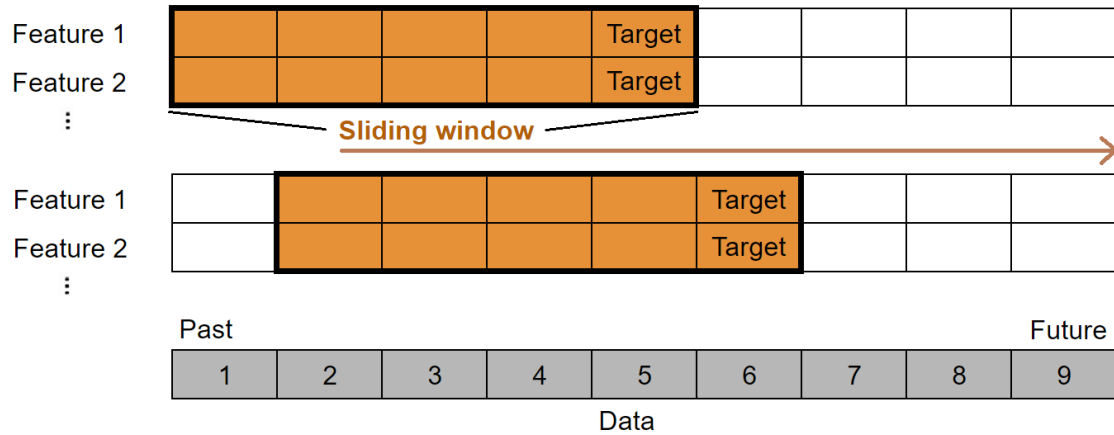 Feature 1 Target
Feature 2 Target
⋮
Sliding window
Feature 1 Target
Feature 2 Target
⋮
Past Future
1 2 3 4 5 6 7 8 9
Data